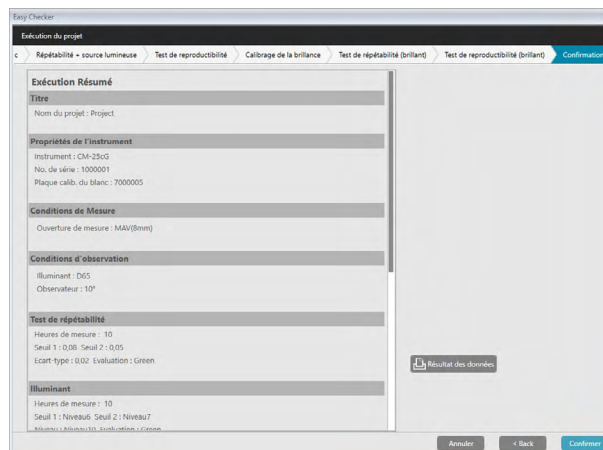 Easy Checker
Exécution du projet
c Répétabilité + source lumineuse Test de reproductibilité Calibrage de la brillance Test de répétabilité (brillant) Test de reproductibilité (brillant) Confirmation
Exécution Résumé
Titre
Nom du projet : Project
Propriétés de l'instrument
Instrument : CM-25cG
No. de série : 1000001
Plaque calib. du blanc : 7000005
Conditions de Mesure
Ouverture de mesure : MAV(8mm)
Conditions d'observation
Illuminant : D65
Observateur : 10°
Test de répétabilité
Heures de mesure : 10
Seuil 1 : 0,08 Seuil 2 : 0,05
Ecart-type : 0,02 Evaluation : Green
Résultat des données
Illuminant
Heures de mesure : 10
Seuil 1 : Niveau6 Seuil 2 : Niveau7
Niveau : Niveau10 Evaluation : Green
Annuler < Back Confirmer